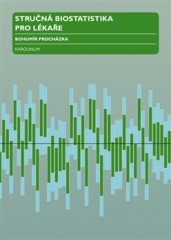 STRUČNÁ BIOSTATISTIKA
PRO LÉKAŘE
BOHUMÍR PROCHÁZKA
KAROLINUM